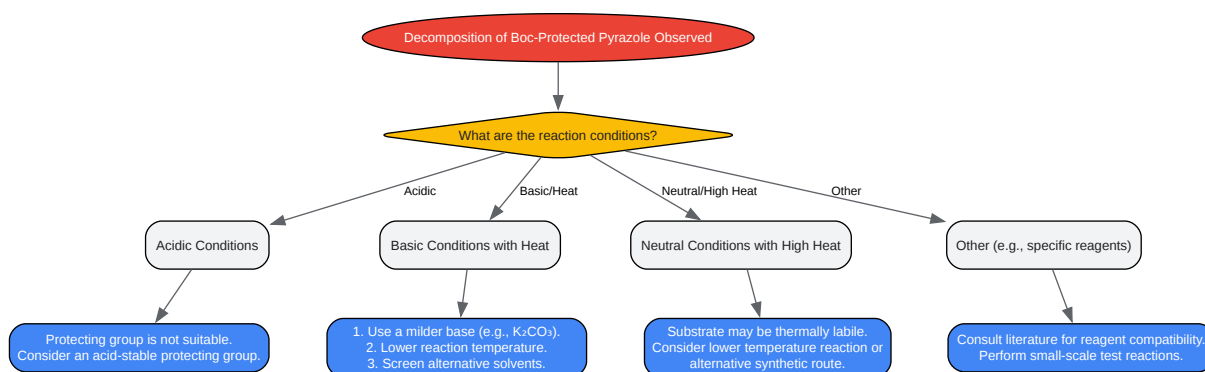 Decomposition of Boc-Protected Pyrazole Observed
What are the reaction conditions?
Acidic
Basic/Heat
Neutral/High Heat
Other
Acidic Conditions
Basic Conditions with Heat
Neutral Conditions with High Heat
Other (e.g., specific reagents)
Protecting group is not suitable.
Consider an acid-stable protecting group.
1. Use a milder base (e.g., K₂CO₃).
2. Lower reaction temperature.
3. Screen alternative solvents.
Substrate may be thermally labile.
Consider lower temperature reaction or
alternative synthetic route.
Consult literature for reagent compatibility.
Perform small-scale test reactions.